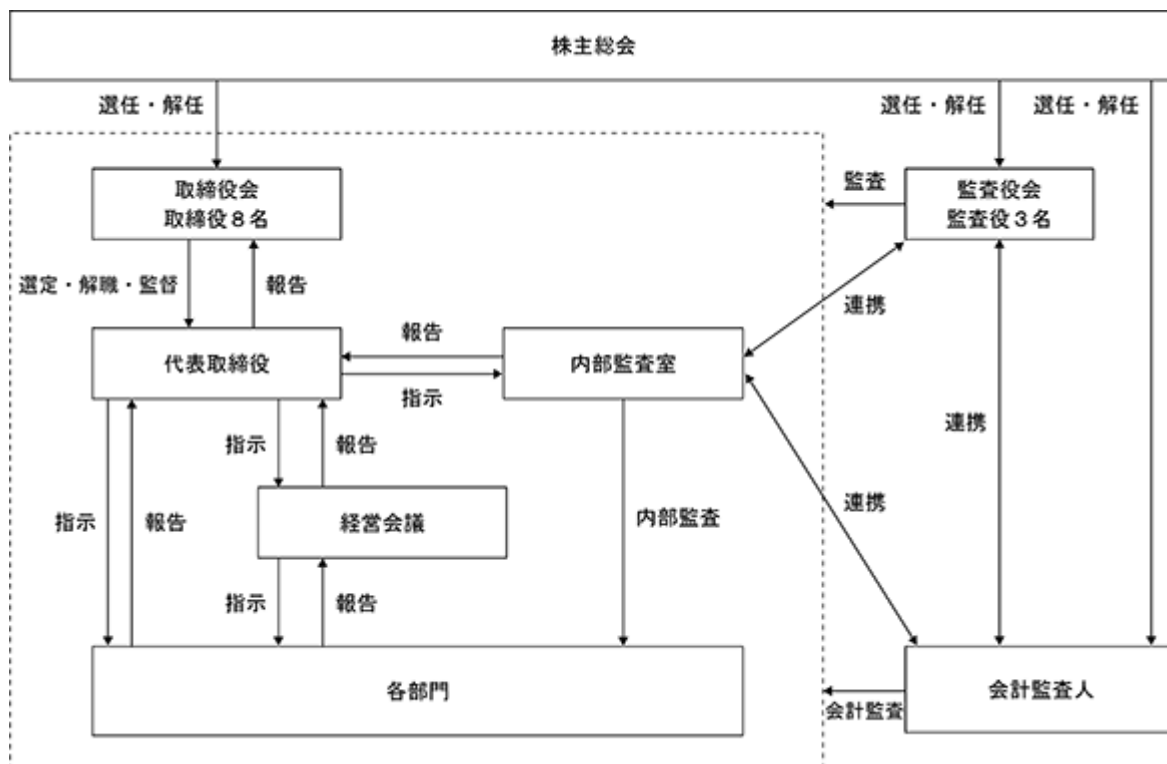 株主総会
選任・解任
選任・解任
選任・解任
取締役会
取締役8名
監査
監査役会
監査役3名
選定・解職・監督
報告
連携
代表取締役
報告
指示
内部監査室
指示
報告
連携
指示
報告
経営会議
連携
内部監査
指示
報告
各部門
会計監査
会計監査人